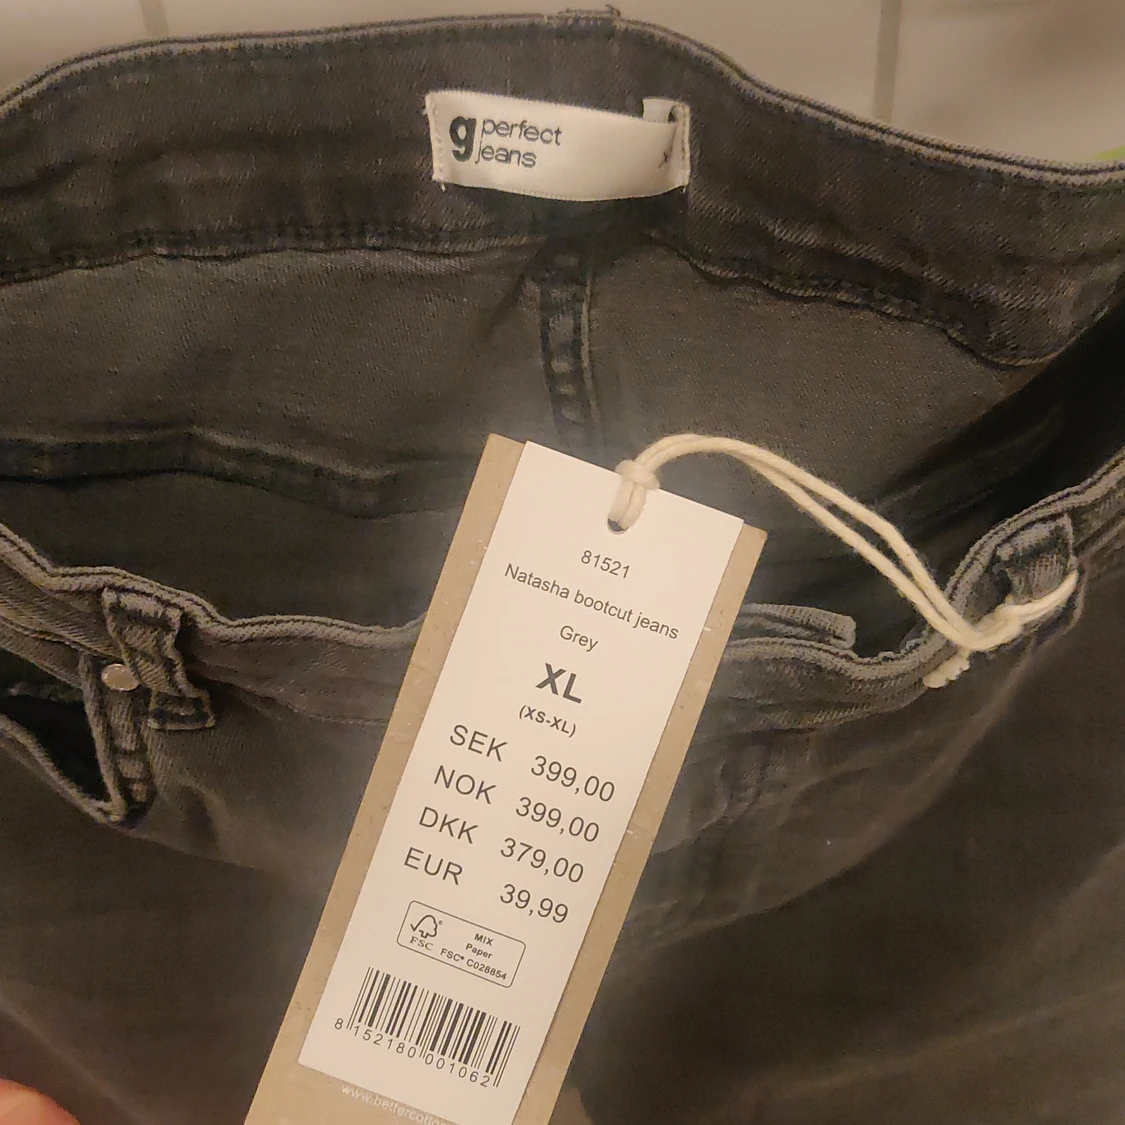 g perfect
jeans
81521
Natasha bootcut jeans
Grey
XL
(XS-XL)
SEK 399,00
NOK 399,00
DKK 379,00
EUR 39,99
FSC®
MIX
Paper
FSC® C028854
8 152180 001062